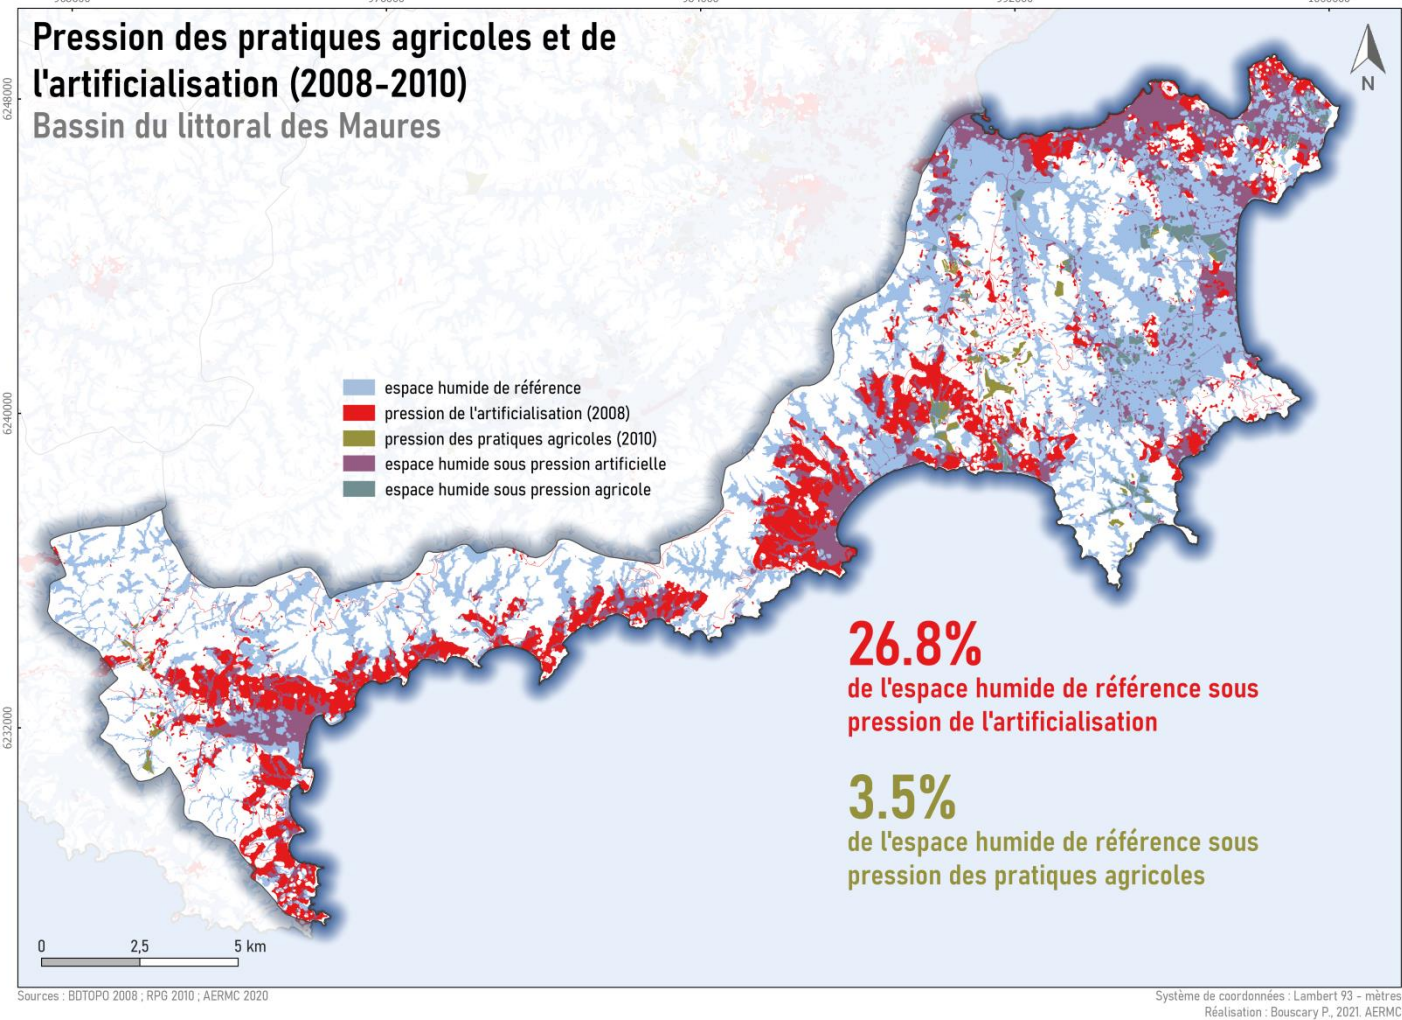 Pression des pratiques agricoles et de
l'artificialisation (2008-2010)
Bassin du littoral des Maures
N
6248000
6240000
6232000
espace humide de référence
pression de l'artificialisation (2008)
pression des pratiques agricoles (2010)
espace humide sous pression artificielle
espace humide sous pression agricole
26.8%
de l'espace humide de référence sous
pression de l'artificialisation
3.5%
de l'espace humide de référence sous
pression des pratiques agricoles
0 2,5 5 km
Sources : BDTOPO 2008 ; RPG 2010 ; AERMC 2020
Système de coordonnées : Lambert 93 - mètres
Réalisation : Bouscary P., 2021. AERMC